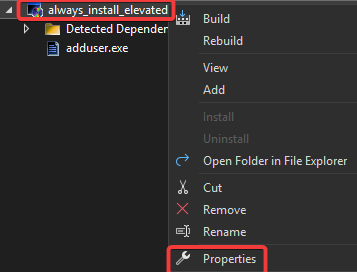 always_install_elevated
Detected Dependen
adduser.exe
Build
Rebuild
View
Add
Install
Uninstall
Open Folder in File Explorer
Cut
Remove
Rename
Properties